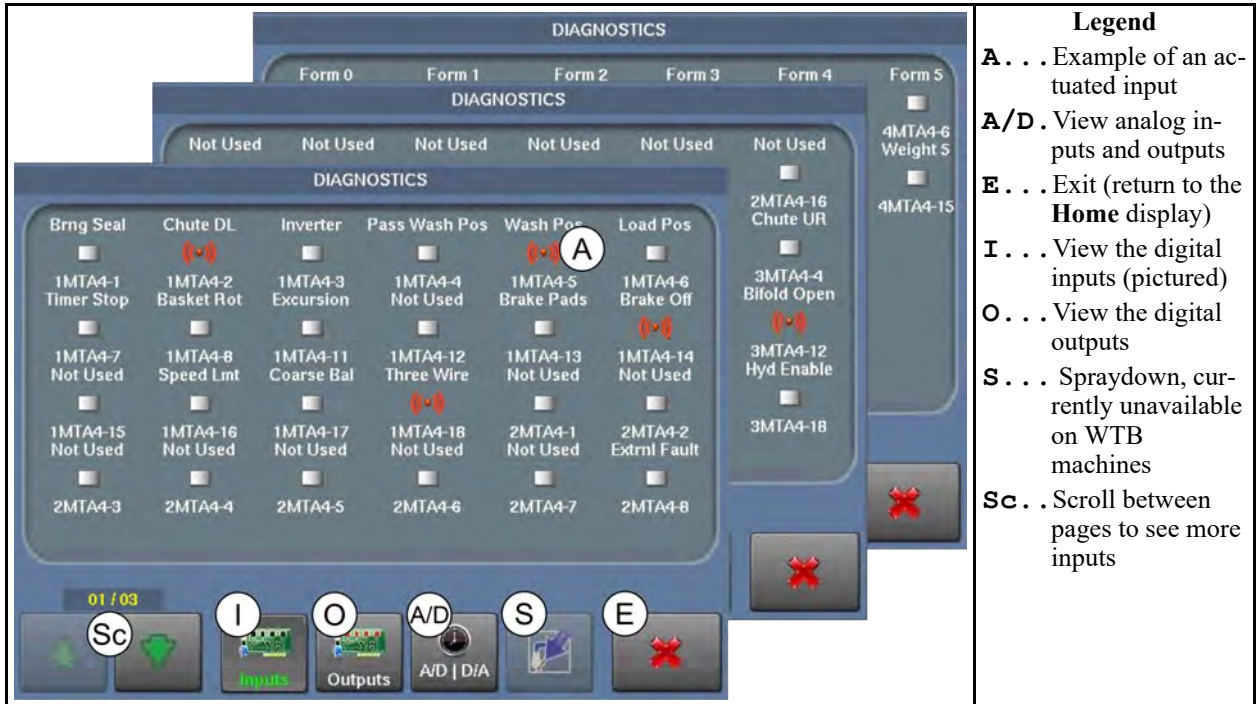 DIAGNOSTICS
Form 0 Form 1 Form 2 Form 3 Form 4 Form 5
4MTA4-6
Weight 5
4MTA4-15
DIAGNOSTICS
Not Used Not Used Not Used Not Used Not Used Not Used
2MTA4-16
Chute UR
3MTA4-4
Bifold Open
3MTA4-12
Hyd Enable
3MTA4-18
DIAGNOSTICS
Brng Seal Chute DL Inverter Pass Wash Pos Wash Pos Load Pos
A
1MTA4-1 1MTA4-2 1MTA4-3 1MTA4-4 1MTA4-5 1MTA4-6
Timer Stop Basket Rot Excursion Not Used Brake Pads Brake Off
1MTA4-7 1MTA4-8 1MTA4-11 1MTA4-12 1MTA4-13 1MTA4-14
Not Used Speed Lmt Coarse Bal Three Wire Not Used Not Used
1MTA4-15 1MTA4-16 1MTA4-17 1MTA4-18 2MTA4-1 2MTA4-2
Not Used Not Used Not Used Not Used Not Used Extrnl Fault
2MTA4-3 2MTA4-4 2MTA4-5 2MTA4-6 2MTA4-7 2MTA4-8
01 / 03
Sc I O A/D S E
Inputs Outputs A/D | D/A
Legend
A... Example of an ac-
tuated input
A/D. View analog in-
puts and outputs
E... Exit (return to the
Home display)
I... View the digital
inputs (pictured)
O... View the digital
outputs
S... Spraydown, cur-
rently unavailable
on WTB
machines
Sc.. Scroll between
pages to see more
inputs